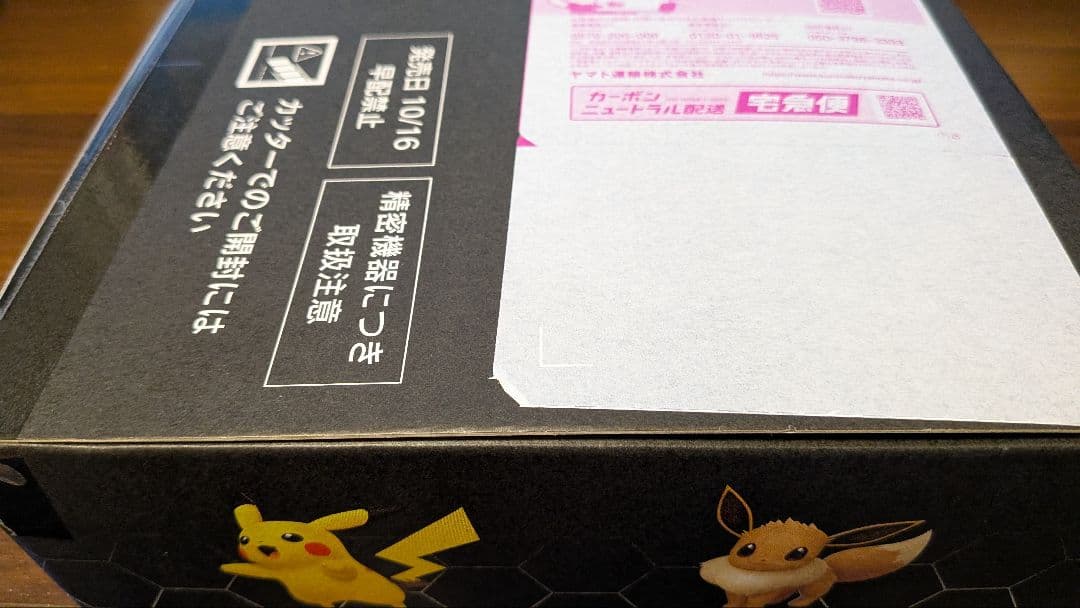 発売日 10/16
早配禁止
精密機器につき
取扱注意
カッターでのご開封には
ご注意ください
ヤマト運輸株式会社
カーボン
ニュートラル配送
宅急便